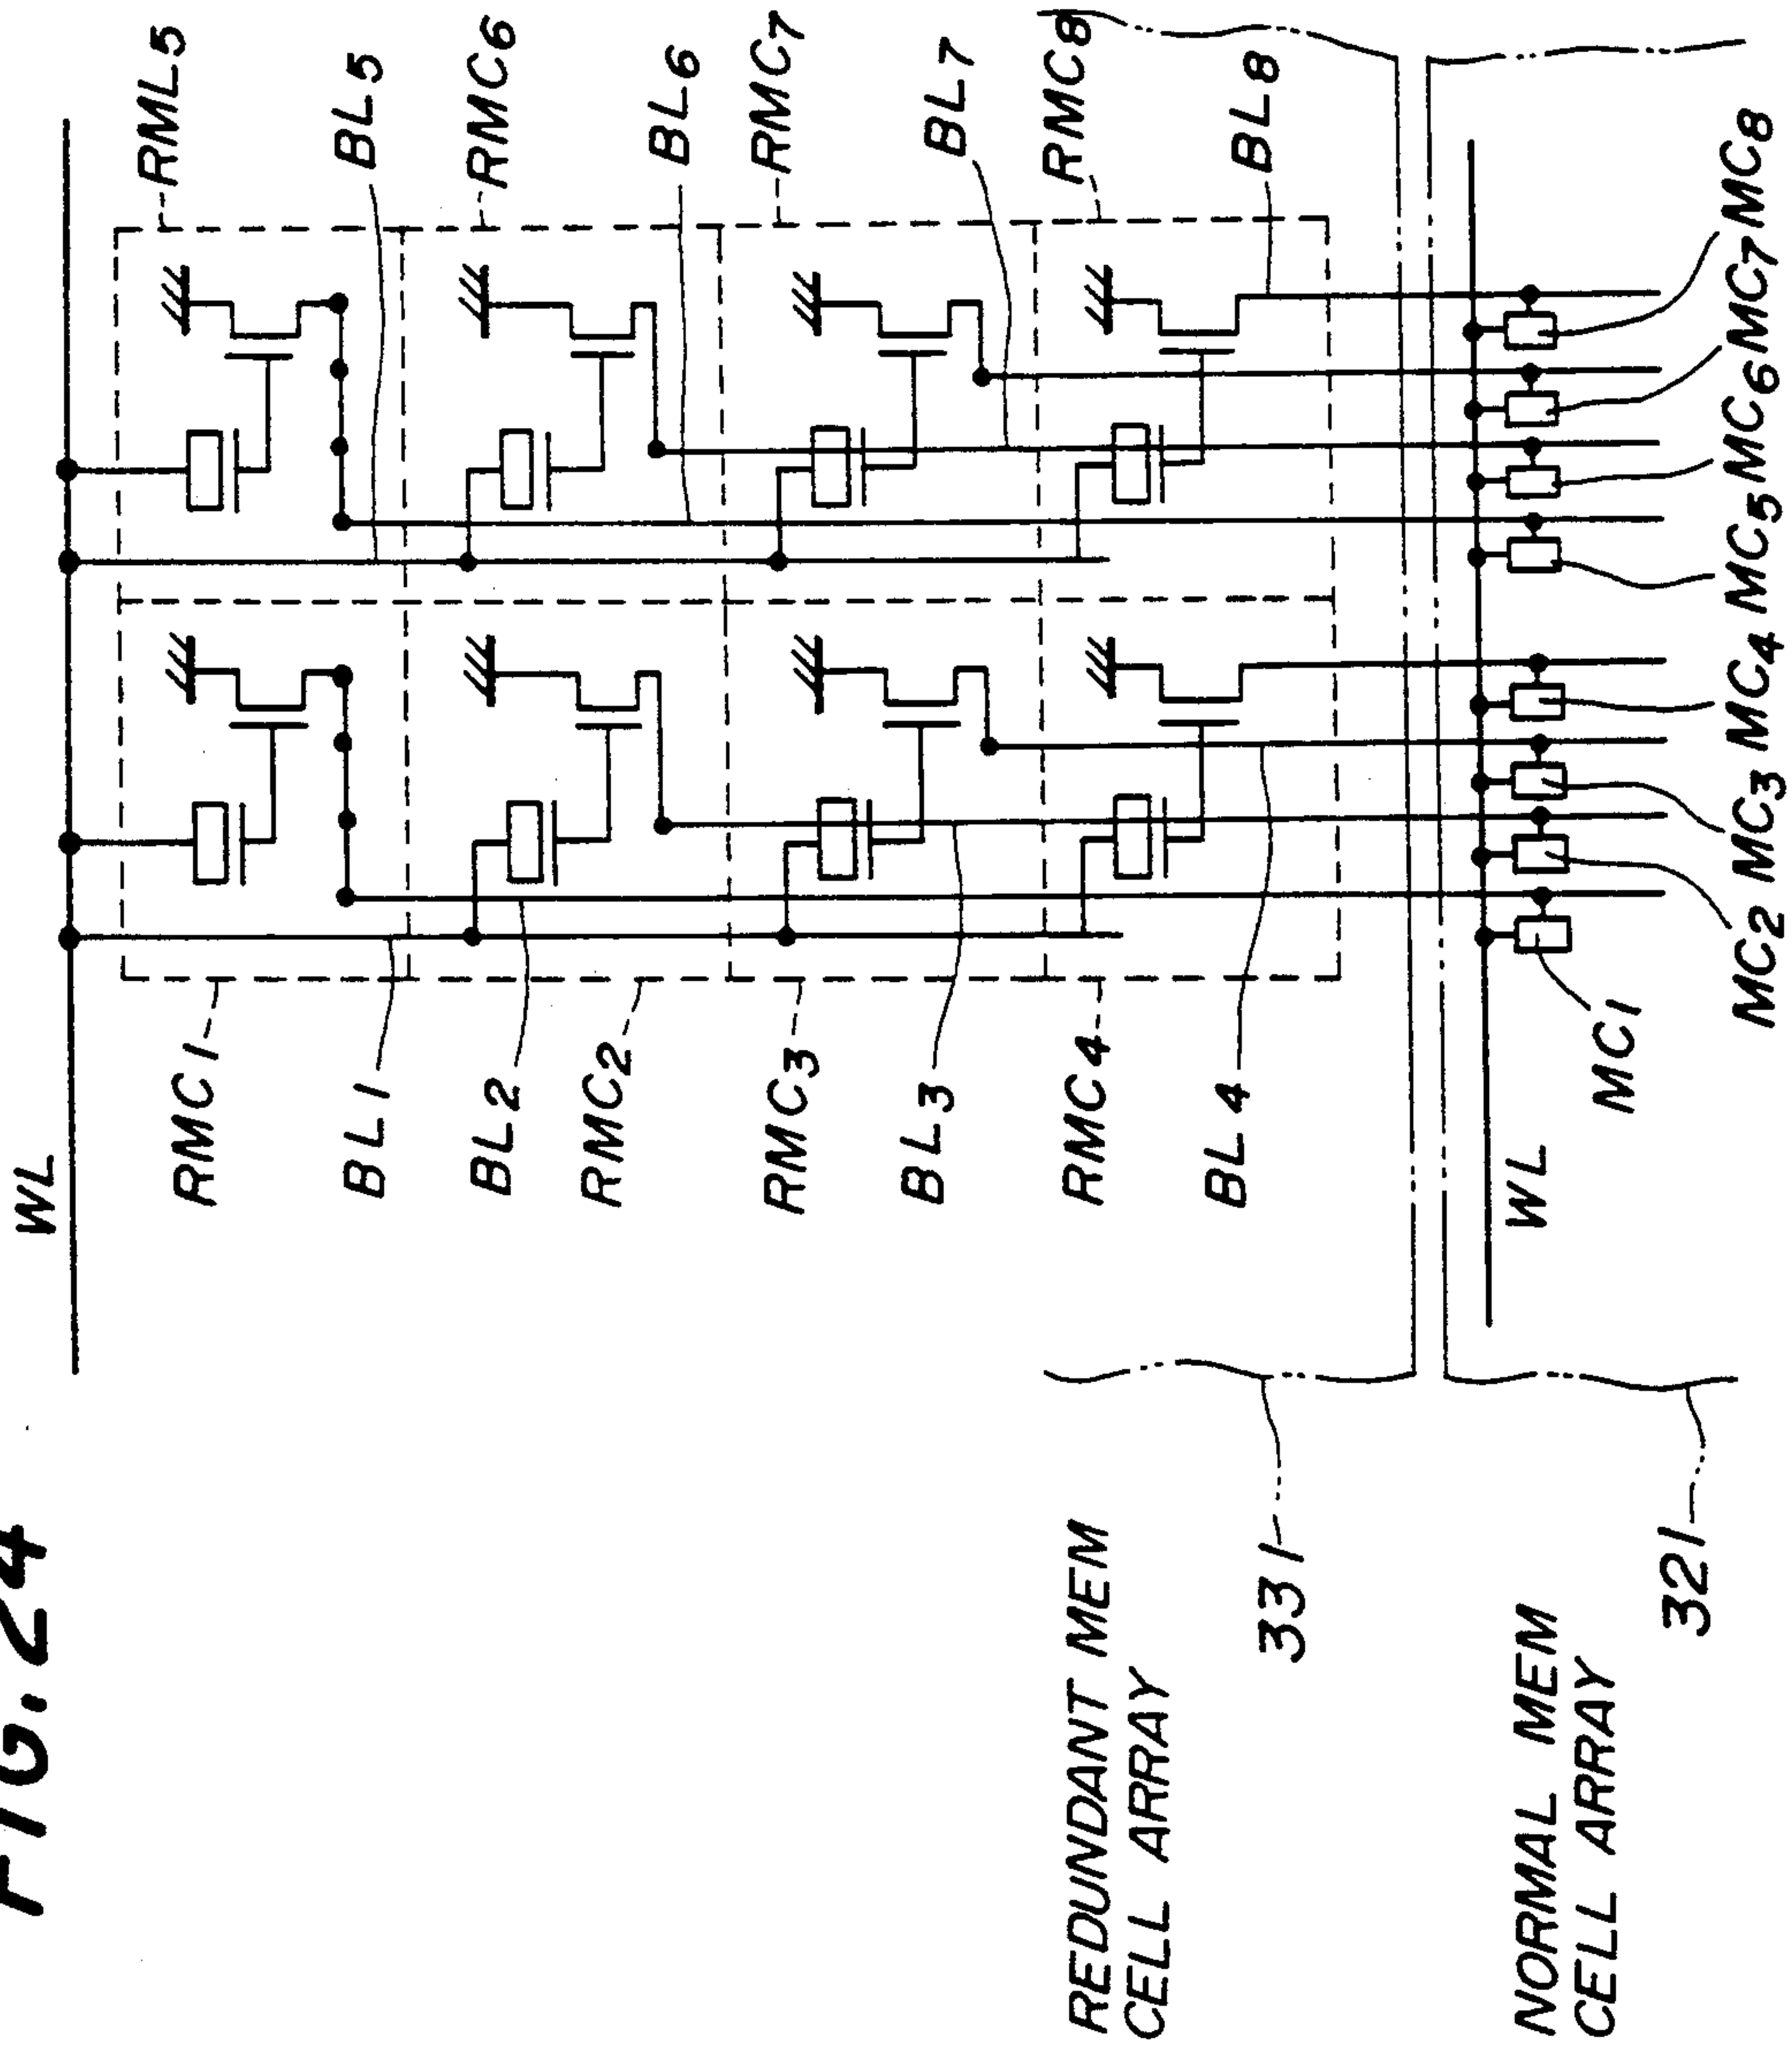 FIG. 24
WL
RMC1
BL1
BL2
RMC2
RMC3
BL3
RMC4
BL4
RML5
BL5
RMC6
BL6
RMC7
BL7
RMC8
BL8
REDUNDANT MEM
CELL ARRAY
331
NORMAL MEM
CELL ARRAY
321
WL
MC1
MC2
MC3
MC4
MC5
MC6
MC7
MC8